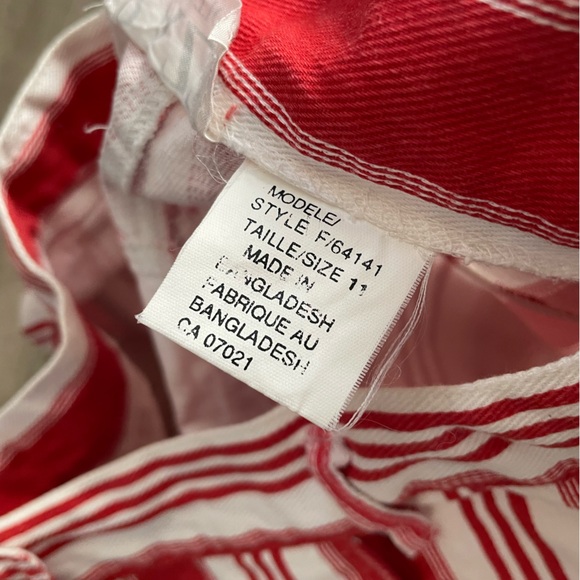 MODELE/
STYLE F/64141
TAILLE/SIZE 11
MADE IN
BANGLADESH
FABRIQUE AU
BANGLADESH
CA 07021